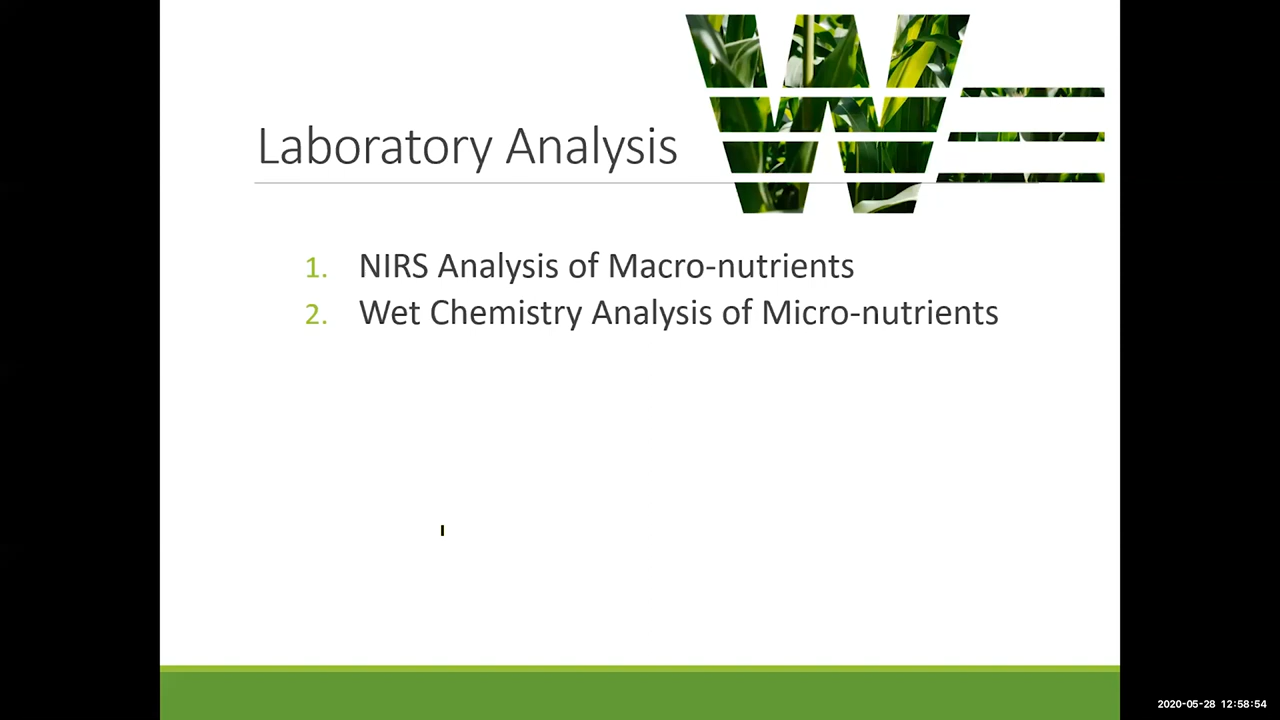 Laboratory Analysis
1. NIRS Analysis of Macro-nutrients
2. Wet Chemistry Analysis of Micro-nutrients
2020-05-28 12:58:54